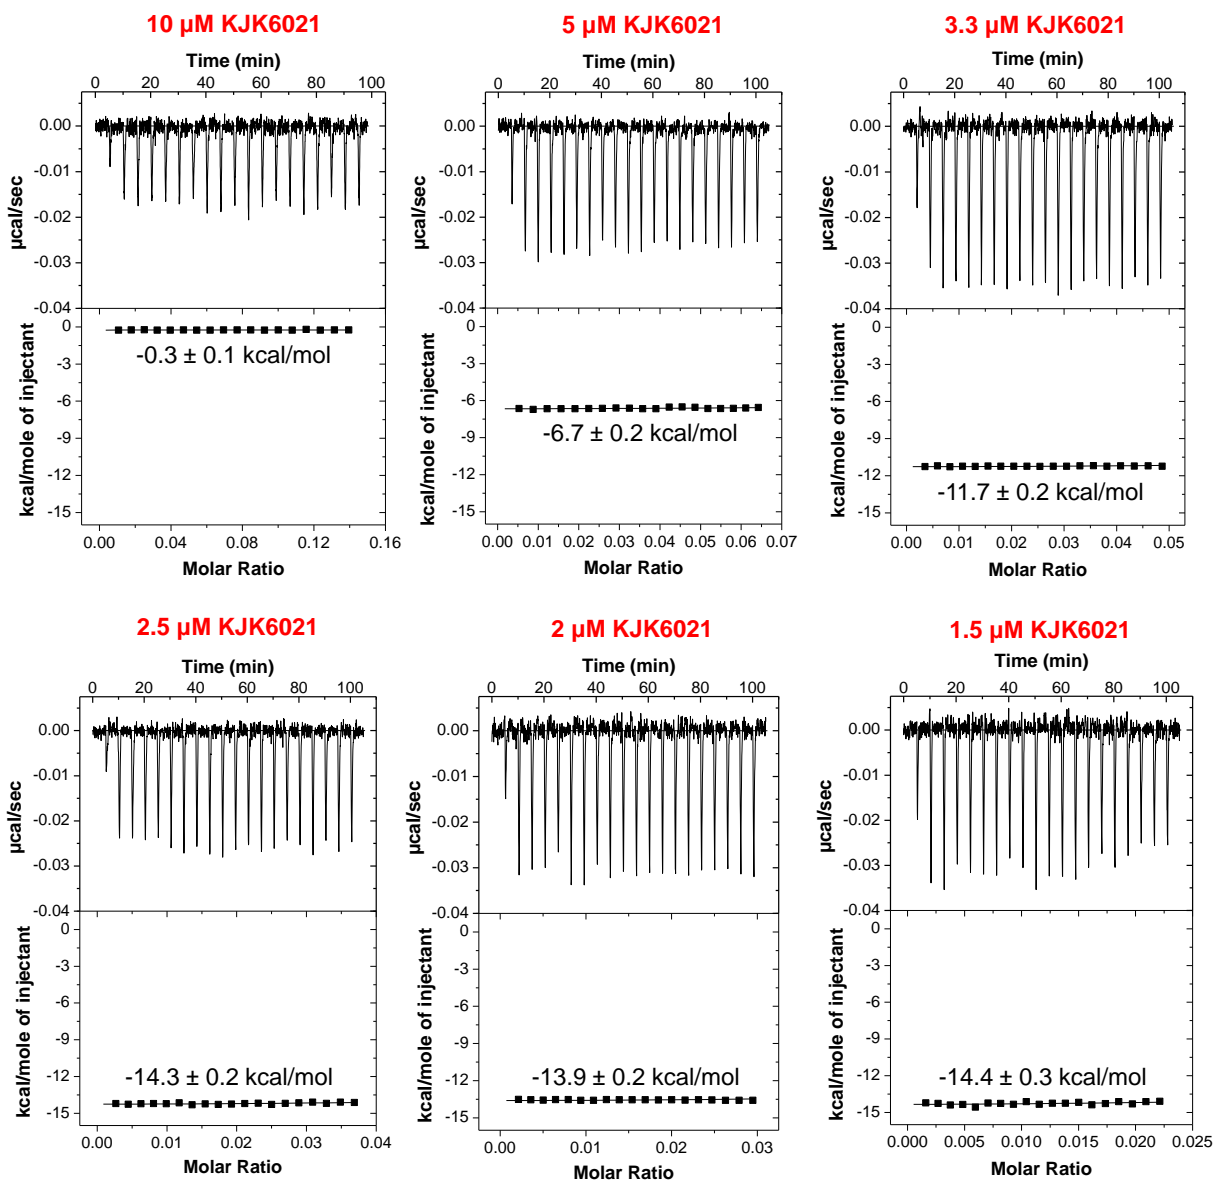 10 µM KJK6021
Time (min)
0 20 40 60 80 100
0.00
-0.01
-0.02
-0.03
-0.04
µcal/sec
0
-3
-6
-9
-12
-15
kcal/mole of injectant
-0.3 ± 0.1 kcal/mol
0.00 0.04 0.08 0.12 0.16
Molar Ratio
5 µM KJK6021
Time (min)
0 20 40 60 80 100
0.00
-0.01
-0.02
-0.03
-0.04
µcal/sec
0
-3
-6
-9
-12
-15
kcal/mole of injectant
-6.7 ± 0.2 kcal/mol
0.00 0.01 0.02 0.03 0.04 0.05 0.06 0.07
Molar Ratio
3.3 µM KJK6021
Time (min)
0 20 40 60 80 100
0.00
-0.01
-0.02
-0.03
-0.04
µcal/sec
0
-3
-6
-9
-12
-15
kcal/mole of injectant
-11.7 ± 0.2 kcal/mol
0.00 0.01 0.02 0.03 0.04 0.05
Molar Ratio
2.5 µM KJK6021
Time (min)
0 20 40 60 80 100
0.00
-0.01
-0.02
-0.03
-0.04
µcal/sec
0
-3
-6
-9
-12
-15
kcal/mole of injectant
-14.3 ± 0.2 kcal/mol
0.00 0.01 0.02 0.03 0.04
Molar Ratio
2 µM KJK6021
Time (min)
0 20 40 60 80 100
0.00
-0.01
-0.02
-0.03
-0.04
µcal/sec
0
-3
-6
-9
-12
-15
kcal/mole of injectant
-13.9 ± 0.2 kcal/mol
0.00 0.01 0.02 0.03
Molar Ratio
1.5 µM KJK6021
Time (min)
0 20 40 60 80 100
0.00
-0.01
-0.02
-0.03
-0.04
µcal/sec
0
-3
-6
-9
-12
-15
kcal/mole of injectant
-14.4 ± 0.3 kcal/mol
0.000 0.005 0.010 0.015 0.020 0.025
Molar Ratio